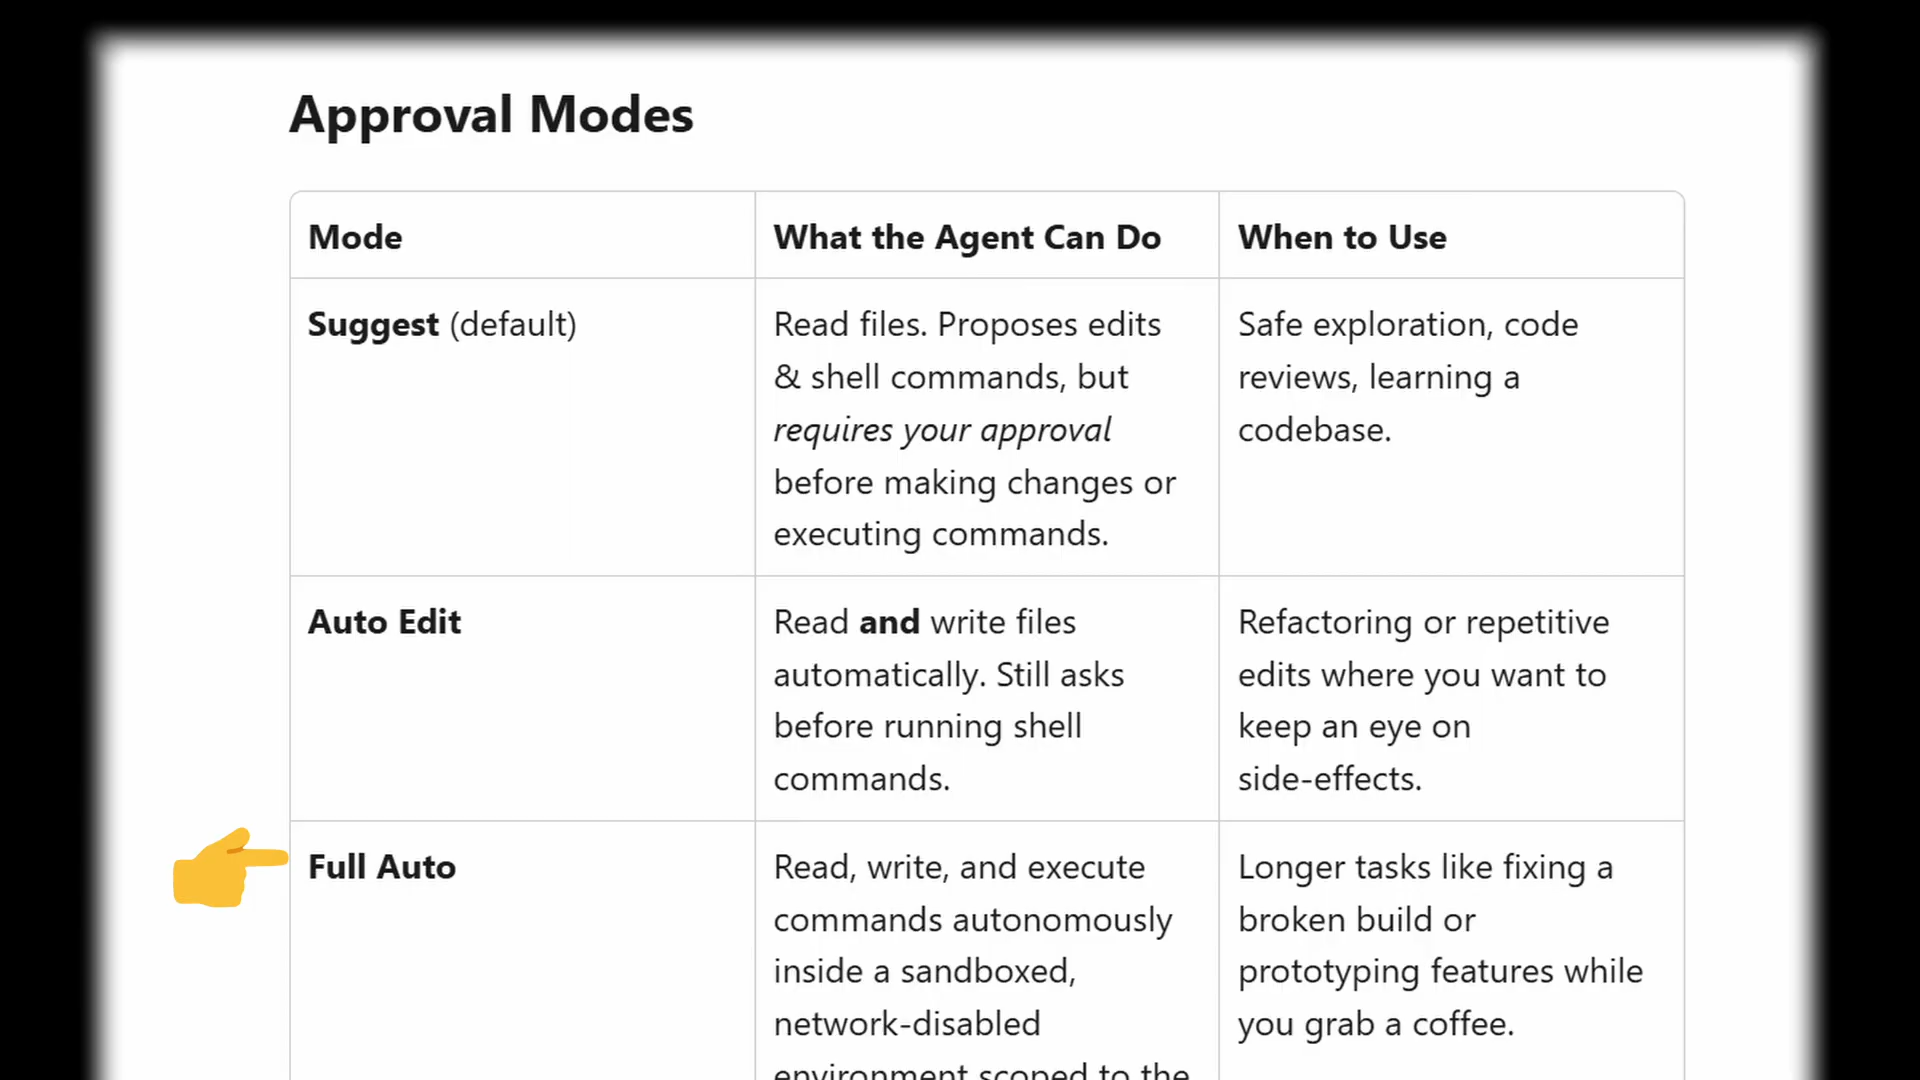 Approval Modes
Mode
What the Agent Can Do
When to Use
Suggest (default)
Read files. Proposes edits
& shell commands, but
requires your approval
before making changes or
executing commands.
Safe exploration, code
reviews, learning a
codebase.
Auto Edit
Read and write files
automatically. Still asks
before running shell
commands.
Refactoring or repetitive
edits where you want to
keep an eye on
side-effects.
Full Auto
Read, write, and execute
commands autonomously
inside a sandboxed,
network-disabled
environment scoped to the
Longer tasks like fixing a
broken build or
prototyping features while
you grab a coffee.